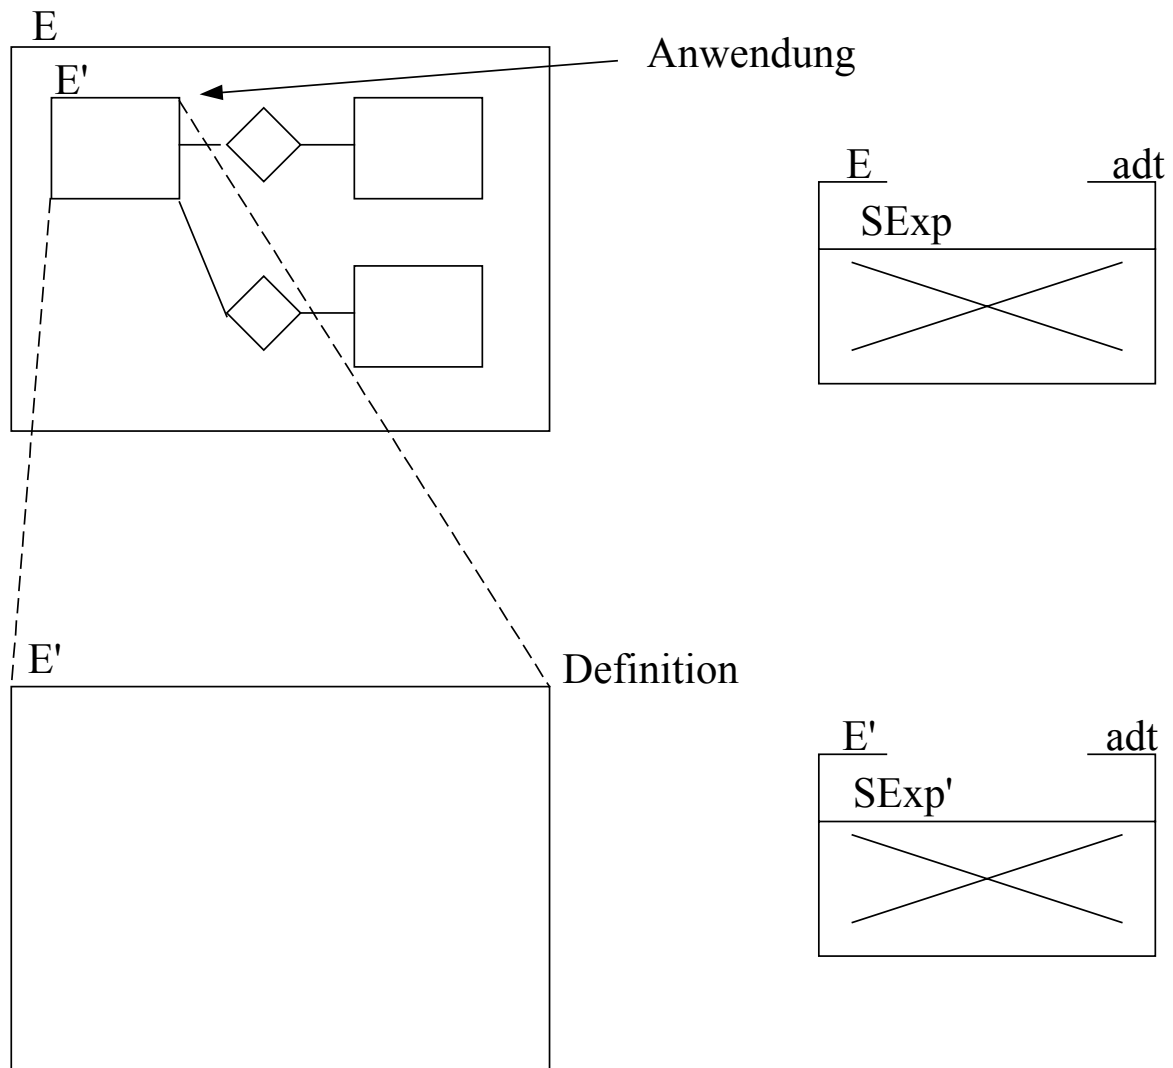 E
Anwendung
E'
E adt
SExp
E' Definition
E' adt
SExp'